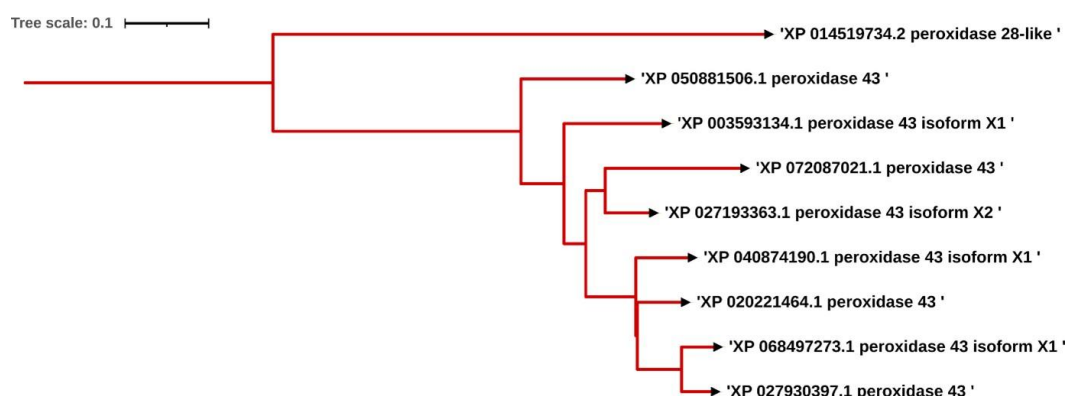 Tree scale: 0.1
'XP 014519734.2 peroxidase 28-like '
'XP 050881506.1 peroxidase 43 '
'XP 003593134.1 peroxidase 43 isoform X1 '
'XP 072087021.1 peroxidase 43 '
'XP 027193363.1 peroxidase 43 isoform X2 '
'XP 040874190.1 peroxidase 43 isoform X1 '
'XP 020221464.1 peroxidase 43 '
'XP 068497273.1 peroxidase 43 isoform X1 '
'XP 027930397.1 peroxidase 43 '